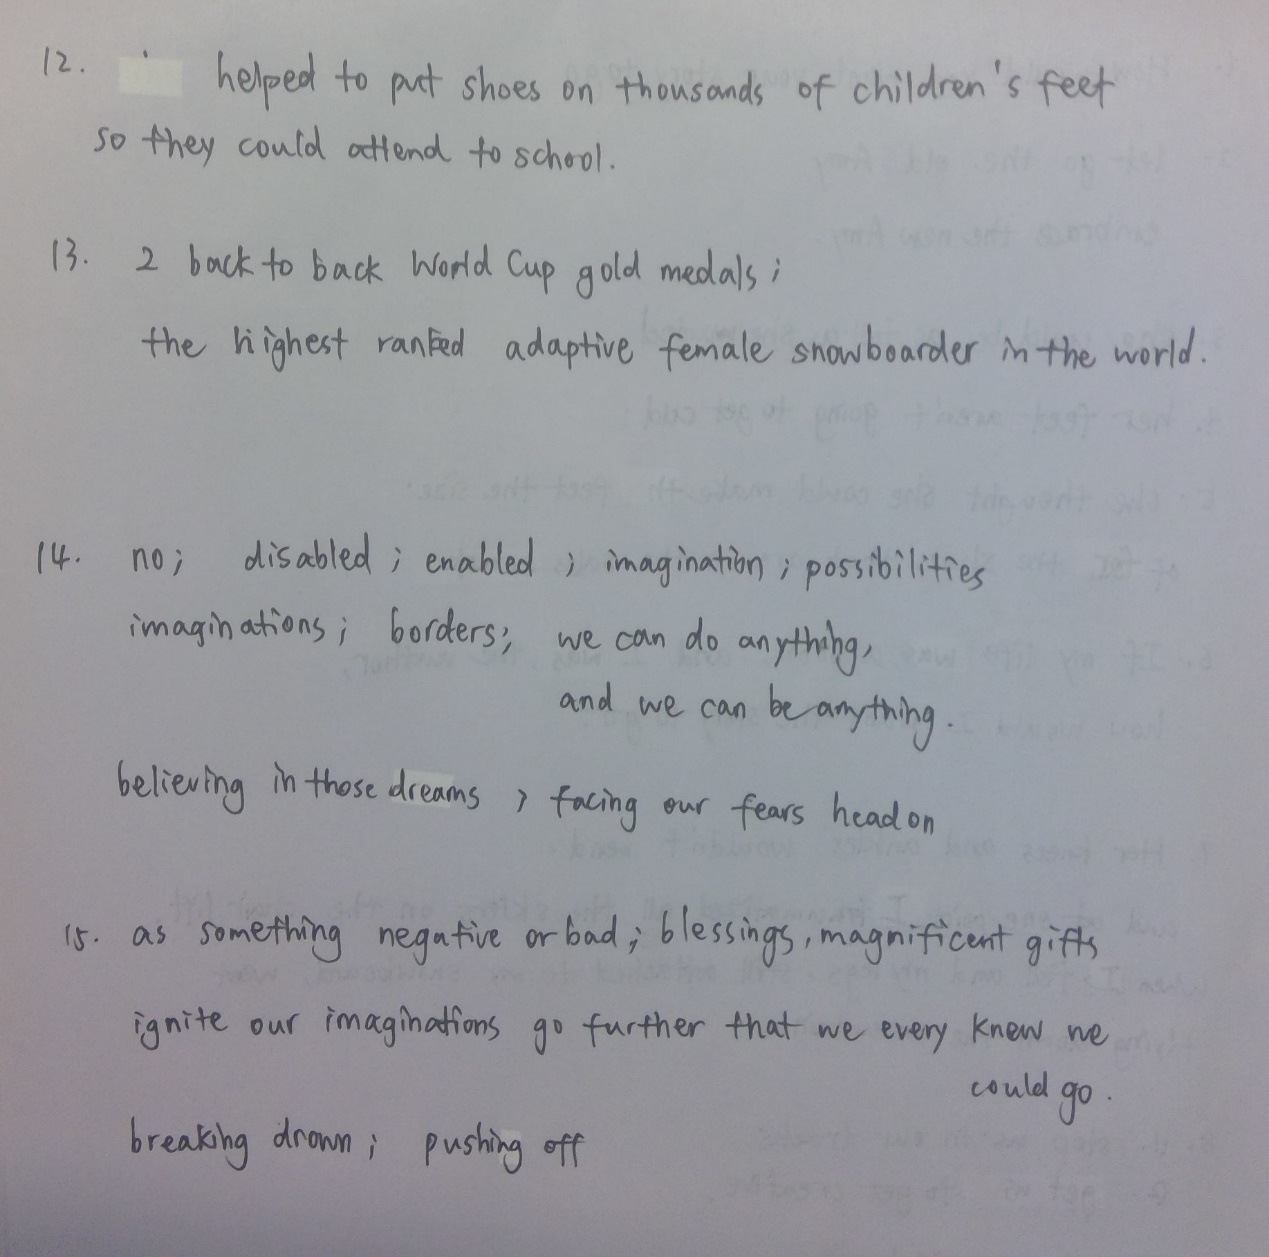 12. helped to put shoes on thousands of children's feet
so they could attend to school.
13. 2 back to back World Cup gold medals;
the highest ranked adaptive female snowboarder in the world.
14. no; disabled; enabled; imagination; possibilities
imaginations; borders; we can do anything,
and we can be anything.
believing in those dreams, facing our fears head on
15. as something negative or bad; blessings, magnificent gifts
ignite our imaginations go further that we every knew we
could go.
breaking drown; pushing off